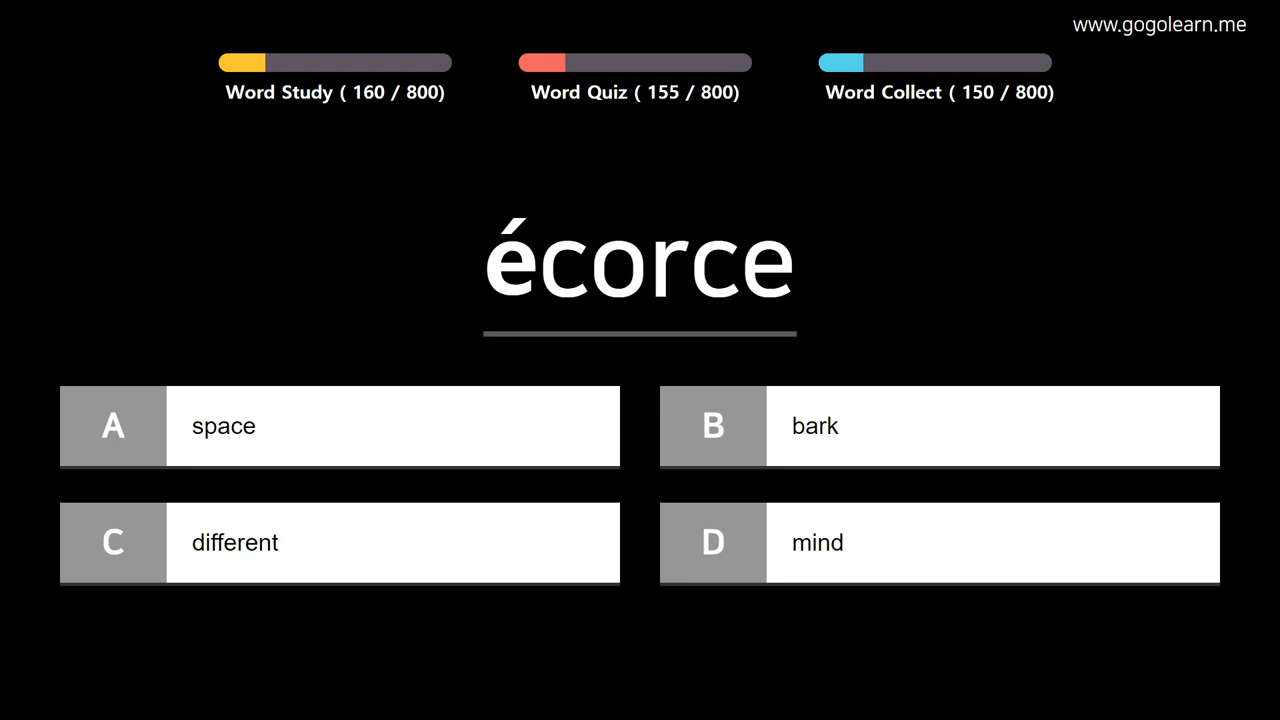 www.gogolearn.me
Word Study ( 160 / 800)
Word Quiz ( 155 / 800)
Word Collect ( 150 / 800)
écorce
A space
B bark
C different
D mind